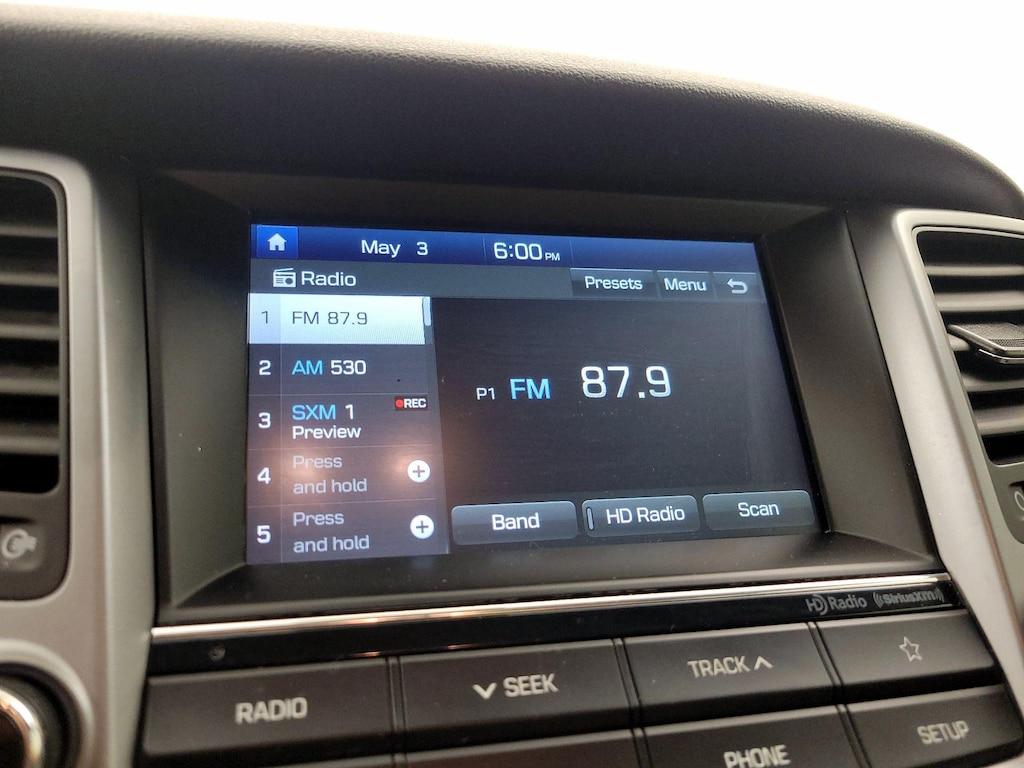 May 3 6:00 PM
Radio Presets Menu
1 FM 87.9
2 AM 530
3 SXM 1 REC
Preview
4 Press
and hold
5 Press
and hold
P1 FM 87.9
Band HD Radio Scan
HD Radio ((SiriusXM))
RADIO SEEK TRACK
PHONE SETUP